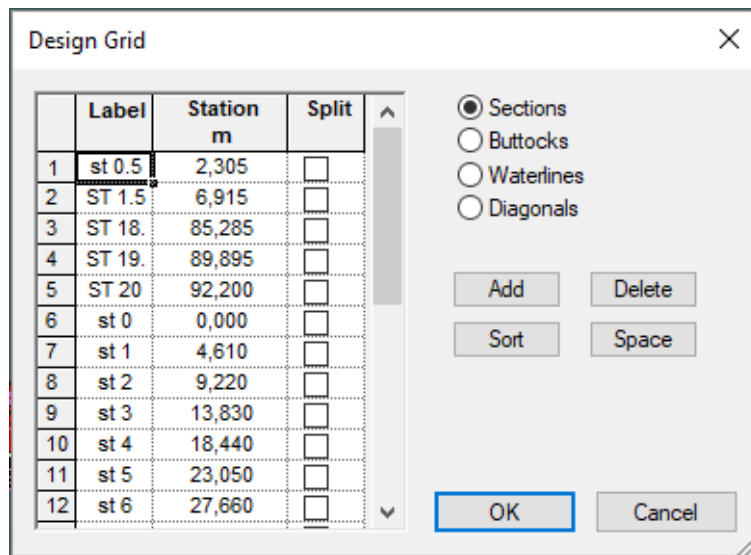 Design Grid
Label Station m Split
1 st 0.5 2,305
2 ST 1.5 6,915
3 ST 18. 85,285
4 ST 19. 89,895
5 ST 20 92,200
6 st 0 0,000
7 st 1 4,610
8 st 2 9,220
9 st 3 13,830
10 st 4 18,440
11 st 5 23,050
12 st 6 27,660
Sections
Buttocks
Waterlines
Diagonals
Add Delete
Sort Space
OK Cancel